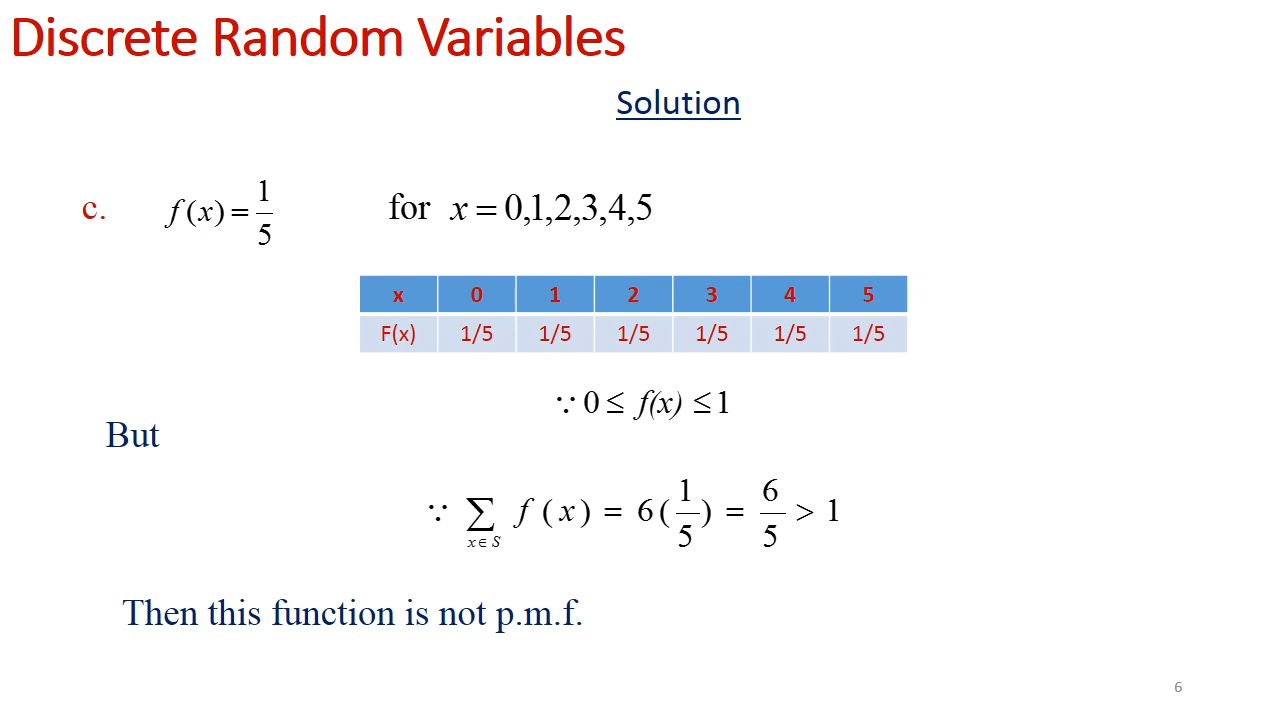 Discrete Random Variables
Solution
c. f(x) = 1/5 for x = 0,1,2,3,4,5
x 0 1 2 3 4 5
F(x) 1/5 1/5 1/5 1/5 1/5 1/5
∵ 0 ≤ f(x) ≤ 1
But
∵ ∑ x∈S f(x) = 6(1/5) = 6/5 > 1
Then this function is not p.m.f.
6